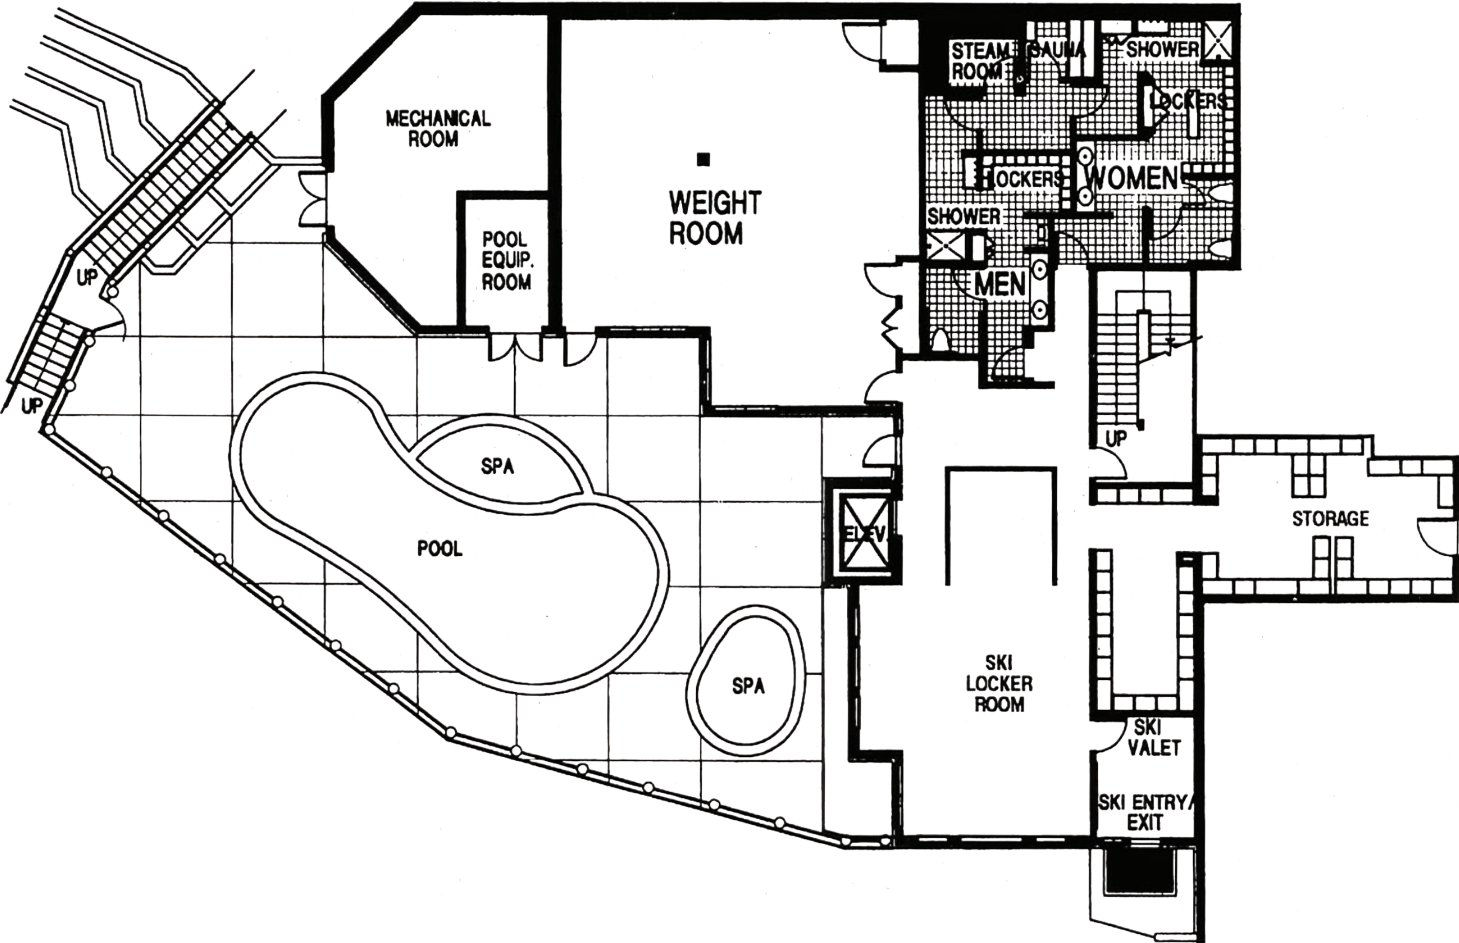 STEAM
ROOM
SAUNA
SHOWER
LOCKERS
MECHANICAL
ROOM
WEIGHT
ROOM
LOCKERS
WOMEN
SHOWER
POOL
EQUIP.
ROOM
MEN
UP
UP
UP
SPA
POOL
ELEV.
STORAGE
SPA
SKI
LOCKER
ROOM
SKI
VALET
SKI ENTRY/
EXIT